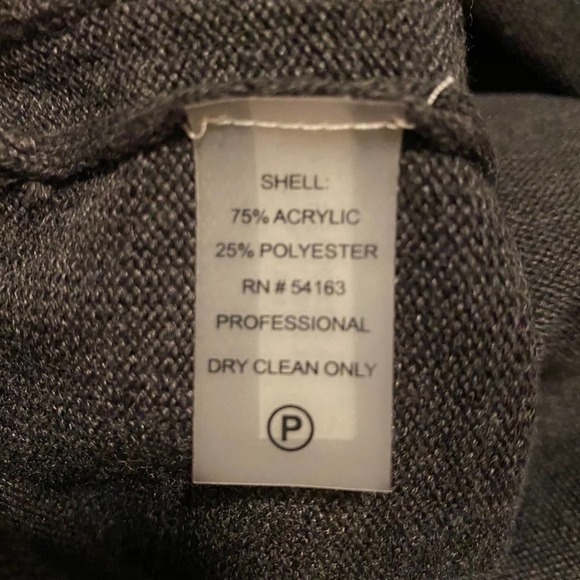 SHELL:
75% ACRYLIC
25% POLYESTER
RN # 54163
PROFESSIONAL
DRY CLEAN ONLY
P